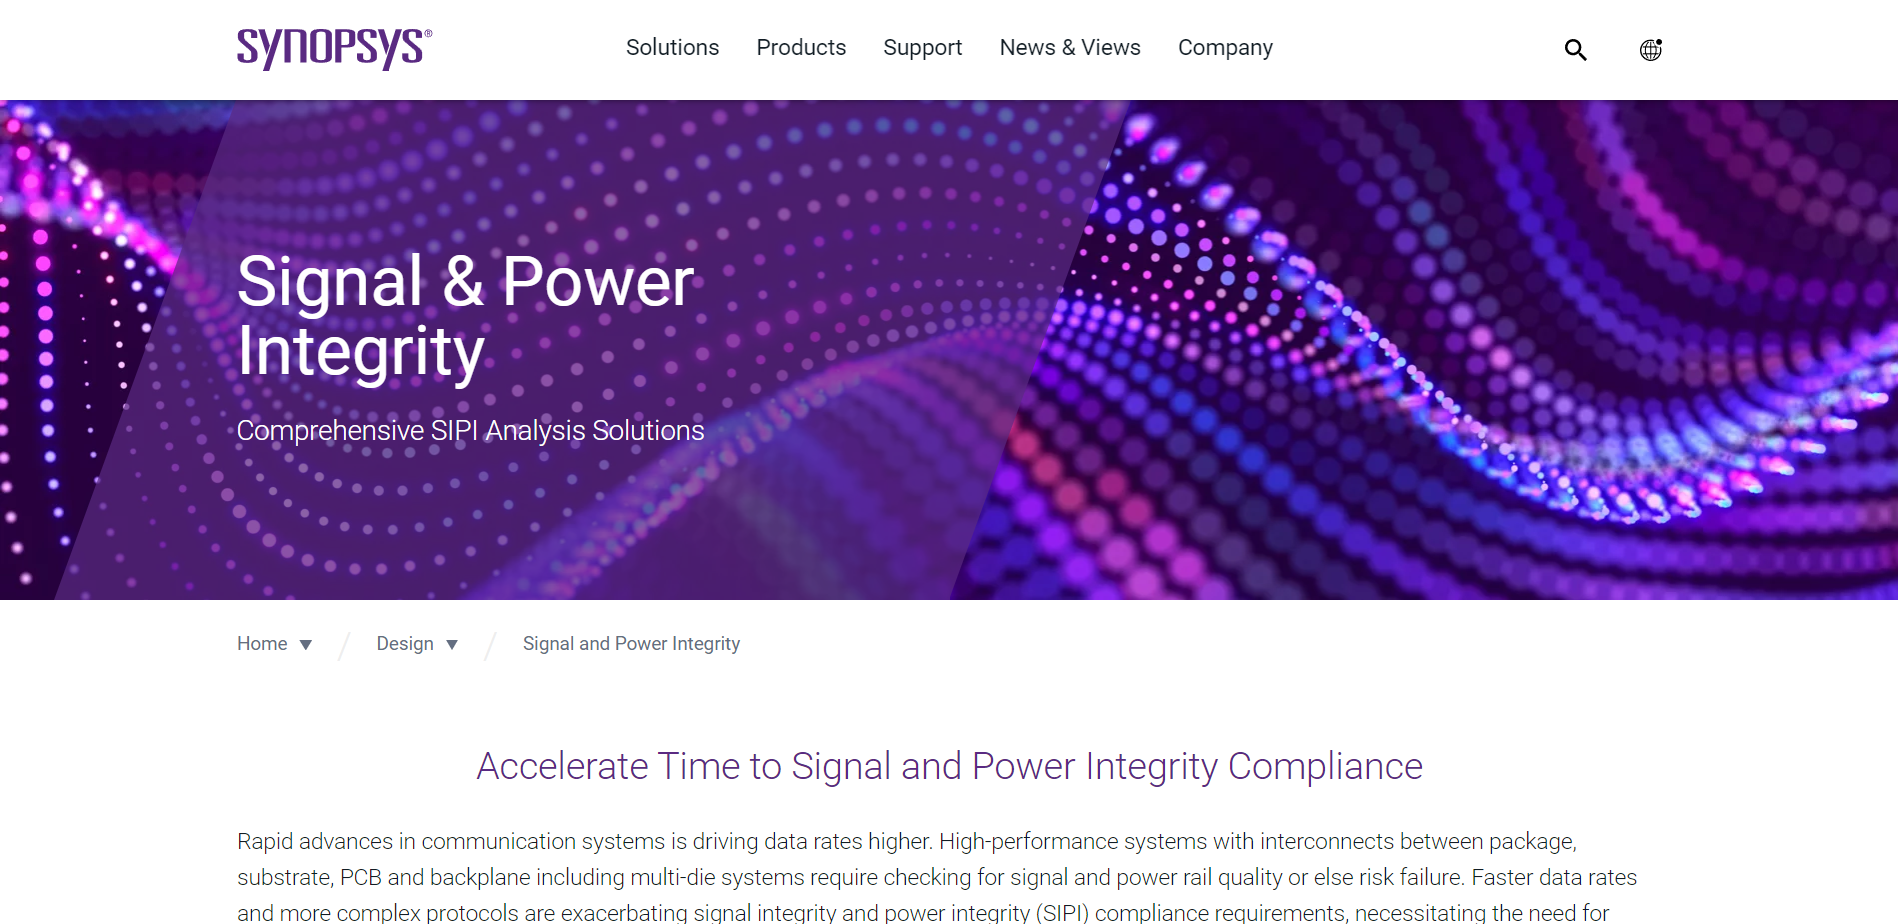 SYNOPSYS®
Solutions Products Support News & Views Company
Signal & Power
Integrity
Comprehensive SIPI Analysis Solutions
Home / Design / Signal and Power Integrity
Accelerate Time to Signal and Power Integrity Compliance
Rapid advances in communication systems is driving data rates higher. High-performance systems with interconnects between package,
substrate, PCB and backplane including multi-die systems require checking for signal and power rail quality or else risk failure. Faster data rates
and more complex protocols are exacerbating signal integrity and power integrity (SIPI) compliance requirements, necessitating the need for